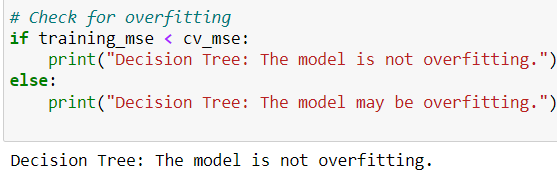 # Check for overfitting
if training_mse < cv_mse:
    print("Decision Tree: The model is not overfitting.")
else:
    print("Decision Tree: The model may be overfitting.")
Decision Tree: The model is not overfitting.